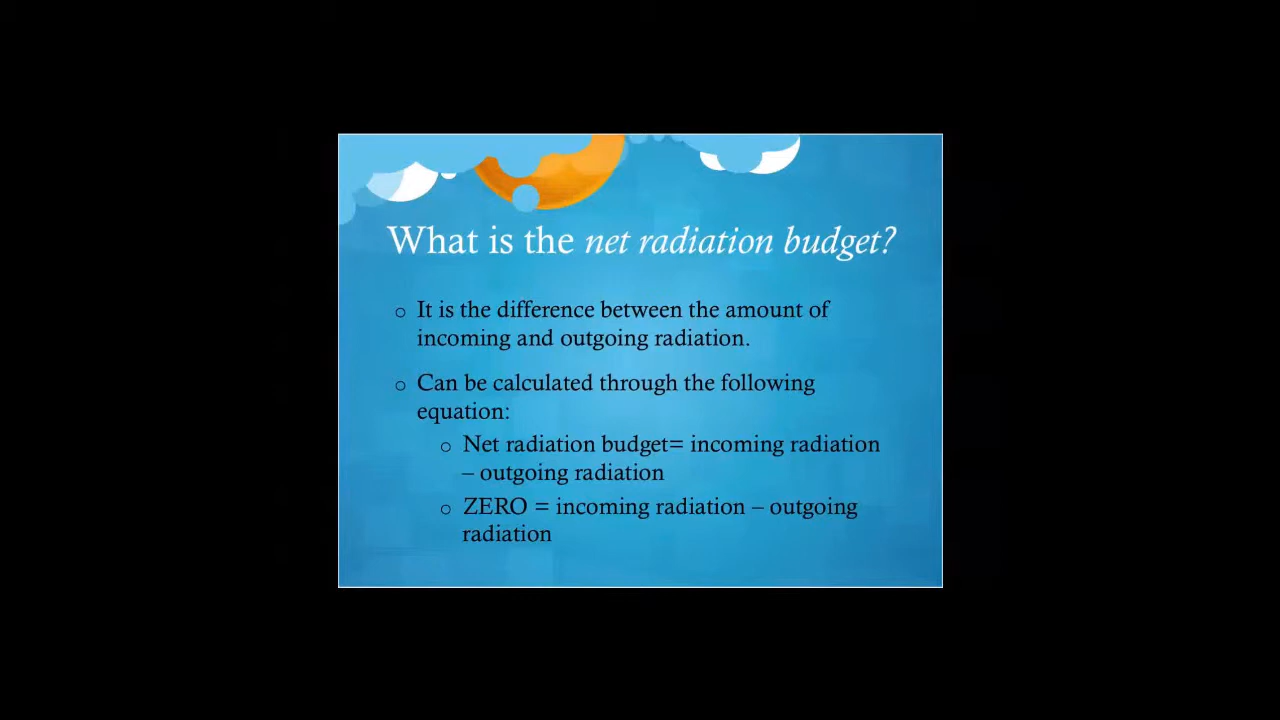 What is the net radiation budget?
○ It is the difference between the amount of
incoming and outgoing radiation.
○ Can be calculated through the following
equation:
○ Net radiation budget= incoming radiation
– outgoing radiation
○ ZERO = incoming radiation – outgoing
radiation